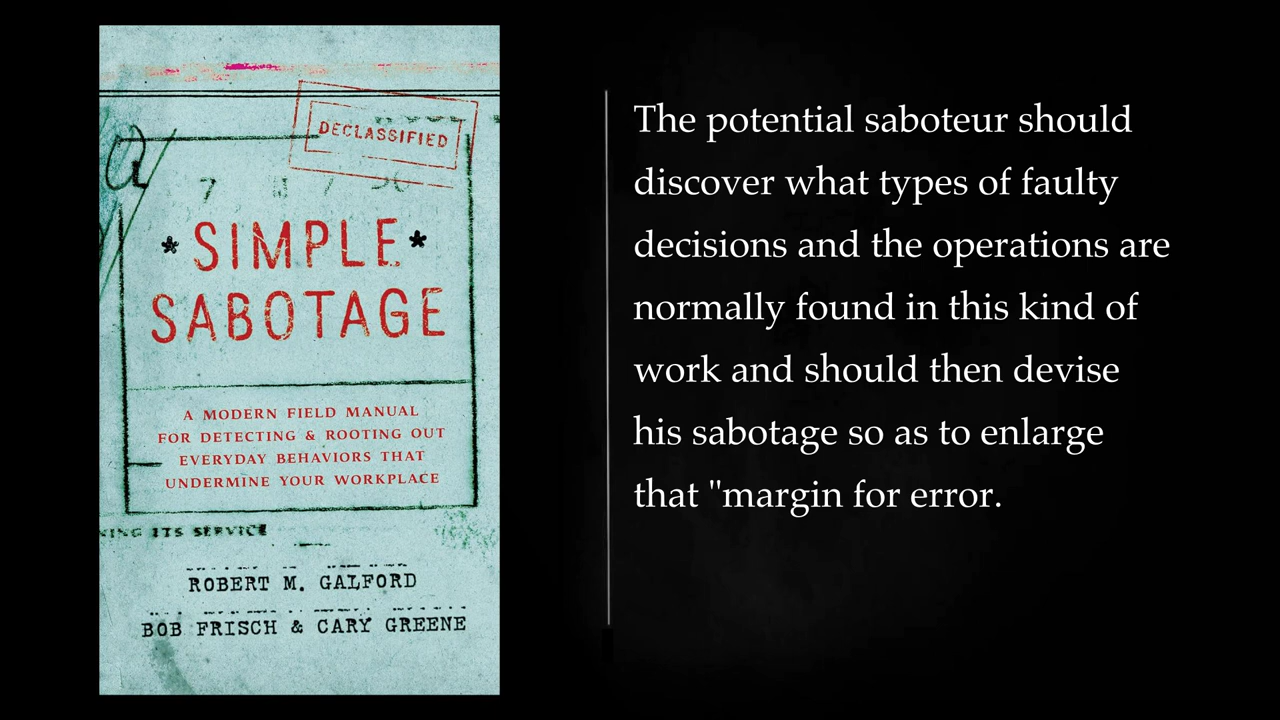 DECLASSIFIED
*SIMPLE*
SABOTAGE
A MODERN FIELD MANUAL
FOR DETECTING & ROOTING OUT
EVERYDAY BEHAVIORS THAT
UNDERMINE YOUR WORKPLACE
ITS SERVICE
ROBERT M. GALFORD
BOB FRISCH & CARY GREENE
The potential saboteur should
discover what types of faulty
decisions and the operations are
normally found in this kind of
work and should then devise
his sabotage so as to enlarge
that "margin for error.